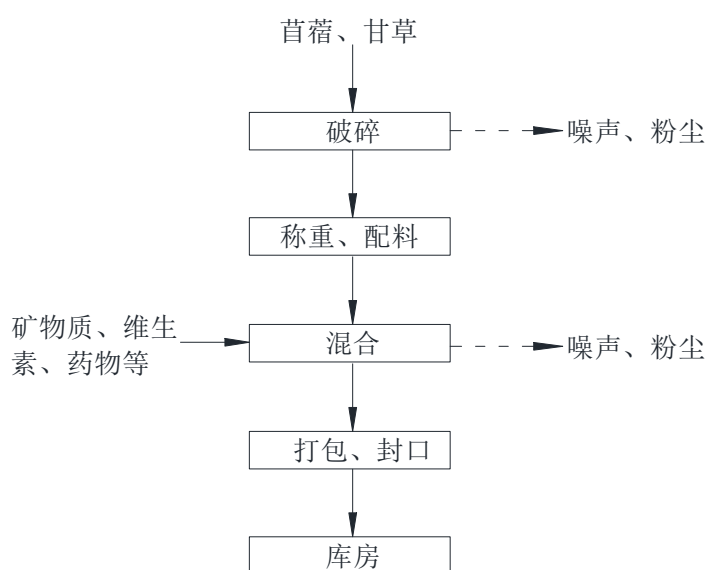 苜蓿、甘草
破碎
噪声、粉尘
称重、配料
矿物质、维生
素、药物等
混合
噪声、粉尘
打包、封口
库房